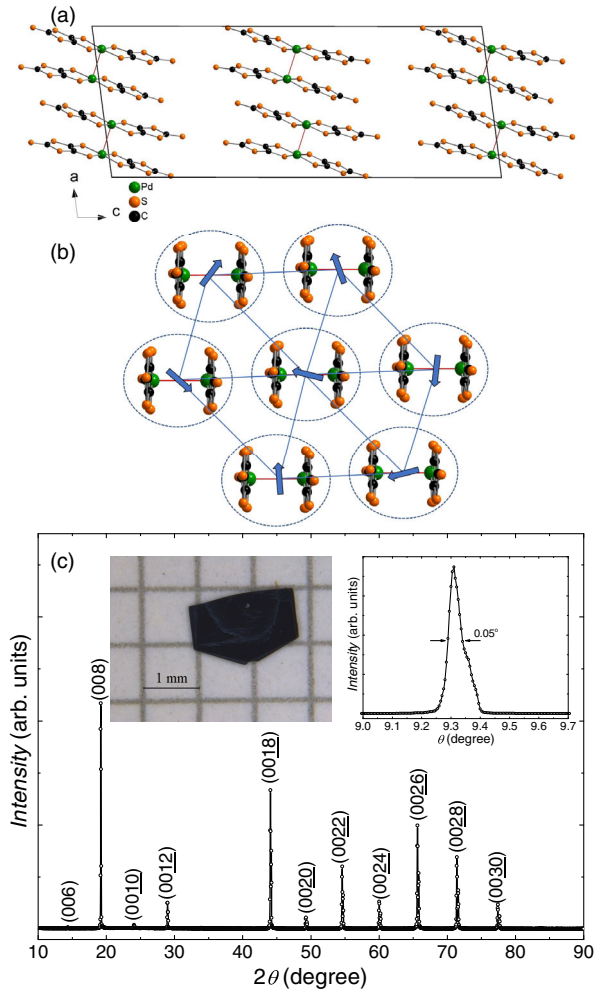 (a)
a
c
Pd
S
C
(b)
(c)
Intensity (arb. units)
(006)
(008)
(0010)
(0012)
(0018)
(0020)
(0022)
(0024)
(0026)
(0028)
(0030)
1 mm
Intensity (arb. units)
0.05°
9.0 9.1 9.2 9.3 9.4 9.5 9.6 9.7
θ (degree)
10 20 30 40 50 60 70 80 90
2θ (degree)